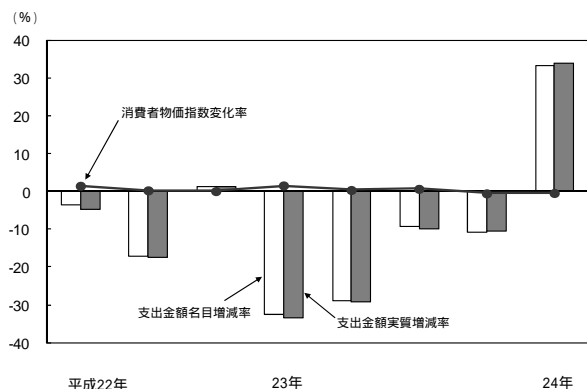 (%)
40
30
20
10
0
-10
-20
-30
-40
消費者物価指数変化率
支出金額名目増減率
支出金額実質増減率
平成22年
23年
24年